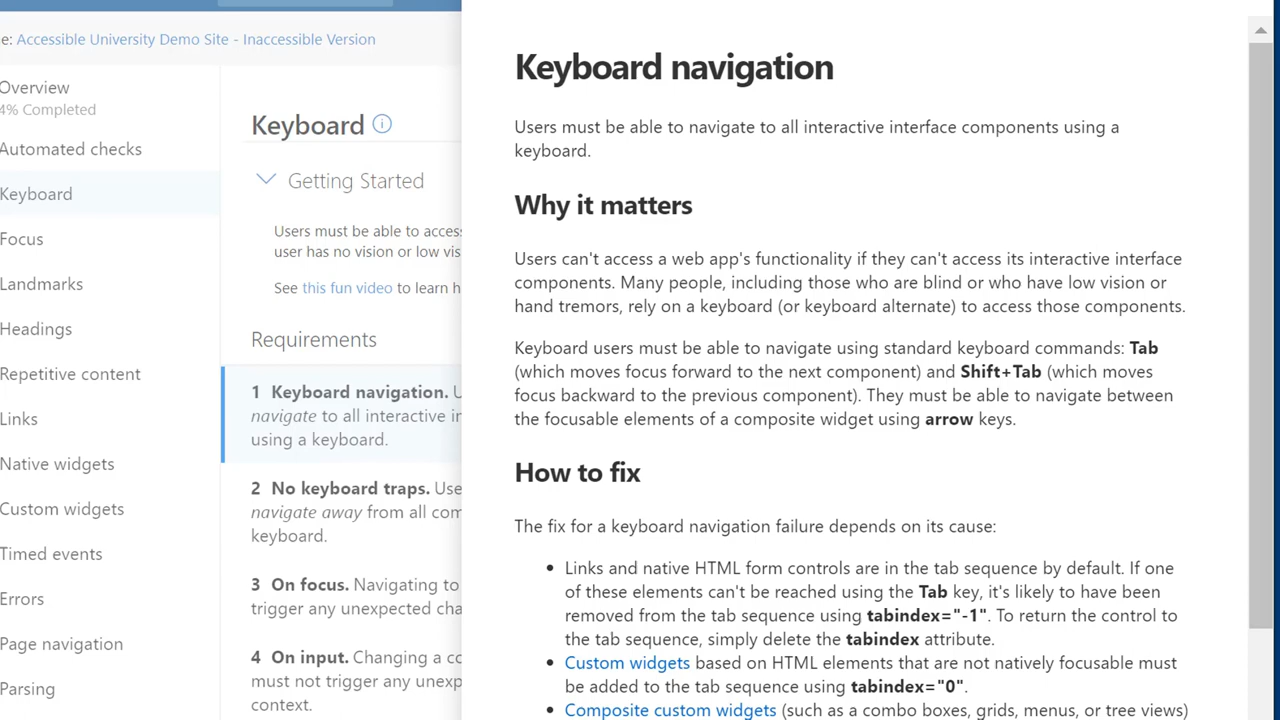 e: Accessible University Demo Site - Inaccessible Version
Overview
4% Completed
Automated checks
Keyboard
Focus
Landmarks
Headings
Repetitive content
Links
Native widgets
Custom widgets
Timed events
Errors
Page navigation
Parsing
Keyboard
Getting Started
Users must be able to access
user has no vision or low vis
See this fun video to learn h
Requirements
1 Keyboard navigation. U
navigate to all interactive in
using a keyboard.
2 No keyboard traps. Use
navigate away from all com
keyboard.
3 On focus. Navigating to
trigger any unexpected cha
4 On input. Changing a co
must not trigger any unexp
context.
Keyboard navigation
Users must be able to navigate to all interactive interface components using a
keyboard.
Why it matters
Users can't access a web app's functionality if they can't access its interactive interface
components. Many people, including those who are blind or who have low vision or
hand tremors, rely on a keyboard (or keyboard alternate) to access those components.
Keyboard users must be able to navigate using standard keyboard commands: Tab
(which moves focus forward to the next component) and Shift+Tab (which moves
focus backward to the previous component). They must be able to navigate between
the focusable elements of a composite widget using arrow keys.
How to fix
The fix for a keyboard navigation failure depends on its cause:
• Links and native HTML form controls are in the tab sequence by default. If one
of these elements can't be reached using the Tab key, it's likely to have been
removed from the tab sequence using tabindex="-1". To return the control to
the tab sequence, simply delete the tabindex attribute.
• Custom widgets based on HTML elements that are not natively focusable must
be added to the tab sequence using tabindex="0".
• Composite custom widgets (such as a combo boxes, grids, menus, or tree views)